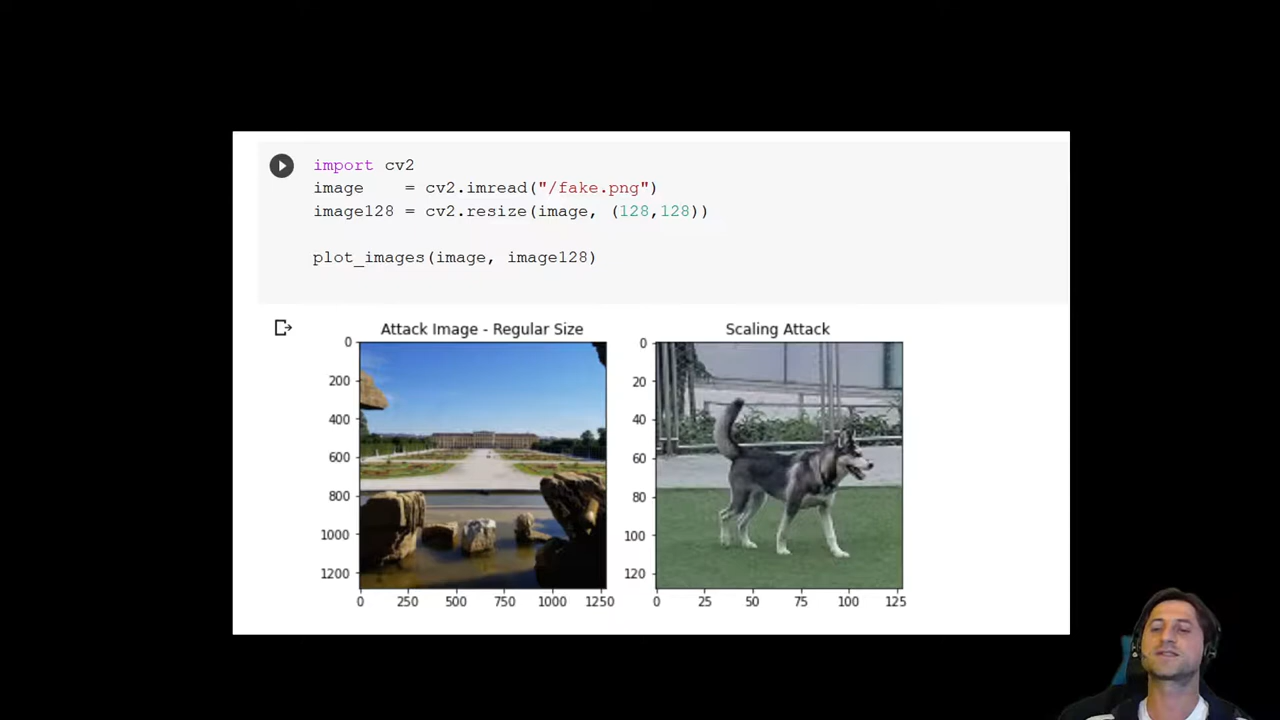 import cv2
image    = cv2.imread("/fake.png")
image128 = cv2.resize(image, (128,128))
plot_images(image, image128)
Attack Image - Regular Size
0
200
400
600
800
1000
1200
0 250 500 750 1000 1250
Scaling Attack
0
20
40
60
80
100
120
0 25 50 75 100 125